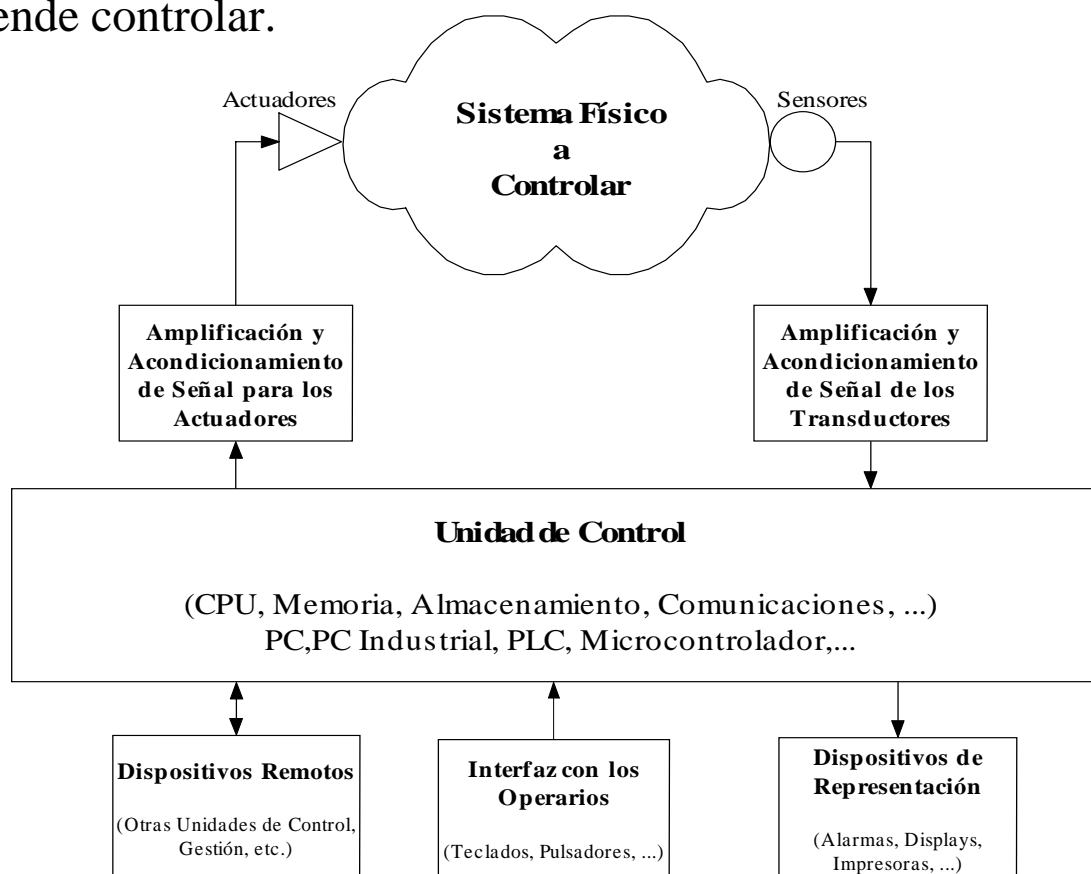 ende controlar.
Actuadores
Sistema Físico
a
Controlar
Sensores
Amplificación y
Acondicionamiento
de Señal para los
Actuadores
Amplificación y
Acondicionamiento
de Señal de los
Transductores
Unidad de Control
(CPU, Memoria, Almacenamiento, Comunicaciones, ...)
PC,PC Industrial, PLC, Microcontrolador,...
Dispositivos Remotos
(Otras Unidades de Control,
Gestión, etc.)
Interfaz con los
Operarios
(Teclados, Pulsadores, ...)
Dispositivos de
Representación
(Alarmas, Displays,
Impresoras, ...)